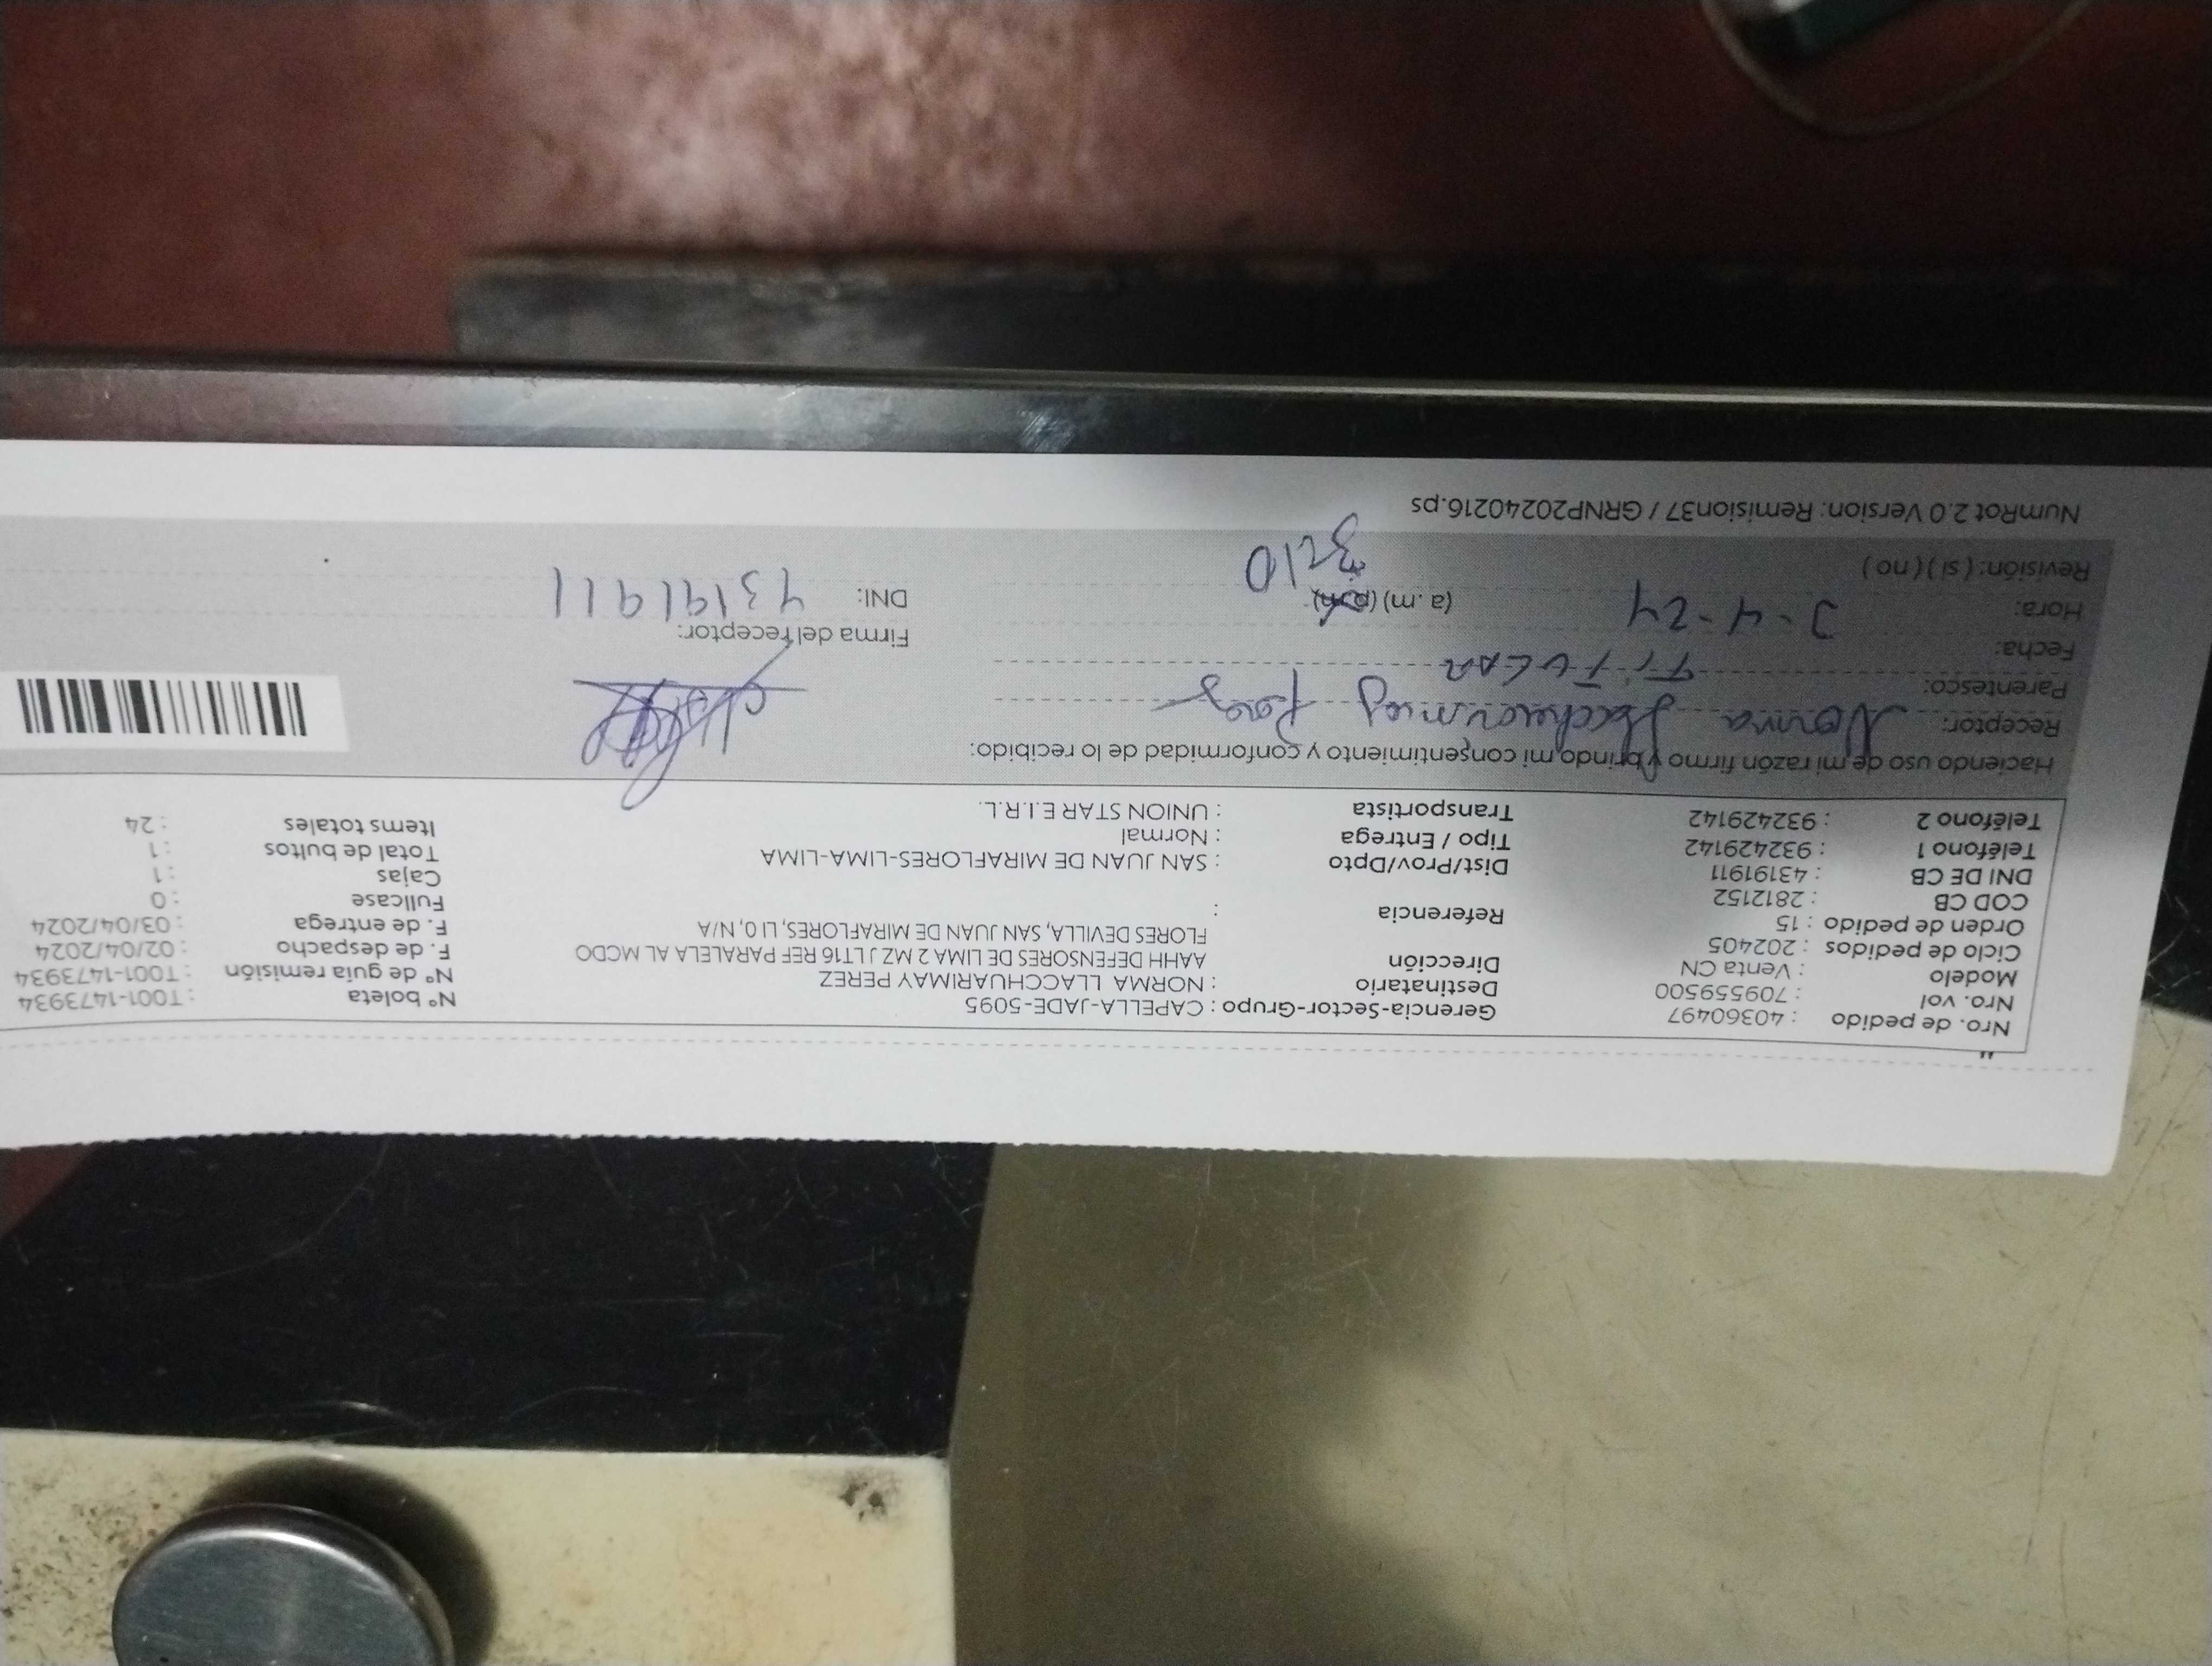 Nro. de pedido : 40360497 Gerencia-Sector-Grupo : CAPELLA-JADE-5095 N° boleta : T001-1473934
Nro. vol : 709559500 Destinatario : NORMA LLACCHUARIMAY PEREZ N° de guia remisión : T001-1473934
Modelo : Venta CN Dirección AAHH DEFENSORES DE LIMA 2 MZ J LT16 REF PARALELA AL MCDO F. de despacho : 02/04/2024
Ciclo de pedidos : 202405 FLORES DEVILLA, SAN JUAN DE MIRAFLORES, LI 0, N/A F. de entrega : 03/04/2024
Orden de pedido : 15 Referencia : Fullcase : 0
COD CB : 2812152 Cajas : 1
DNI DE CB : 43191911 Dist/Prov/Dpto : SAN JUAN DE MIRAFLORES-LIMA-LIMA Total de bultos : 1
Teléfono 1 : 932429142 Tipo / Entrega : Normal Items totales : 24
Teléfono 2 : 932429142 Transportista : UNION STAR E.I.R.L.
Haciendo uso de mi razón firmo y brindo mi consentimiento y conformidad de lo recibido:
Receptor: Norma
Parentesco: TiTULAR
Fecha: Firma del receptor:
Hora: 3-4-24 (a.m) (p.m) DNI: 43191911
3:10
Revisión: ( si ) ( no )
NumRot 2.0 Version: Remision37 / GRNP20240216.ps